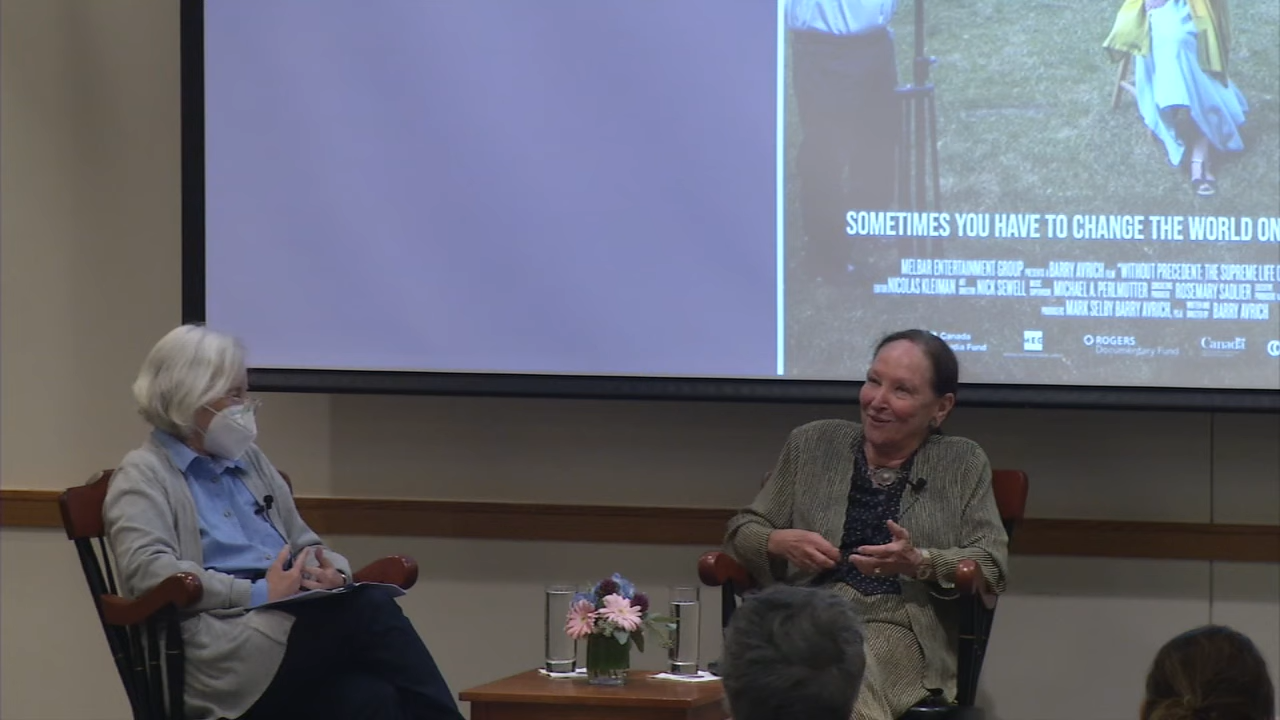 SOMETIMES YOU HAVE TO CHANGE THE WORLD ON
MELBAR ENTERTAINMENT GROUP PRESENTS A BARRY AVRICH FILM "WITHOUT PRECEDENT: THE SUPREME LIFE
NICOLAS KLEIMAN NICK SEWELL MICHAEL A. PERLMUTTER ROSEMARY SADLIER
MARK SELBY BARRY AVRICH, BARRY AVRICH
Canada
Media Fund
ROGERS
Documentary Fund
Canada